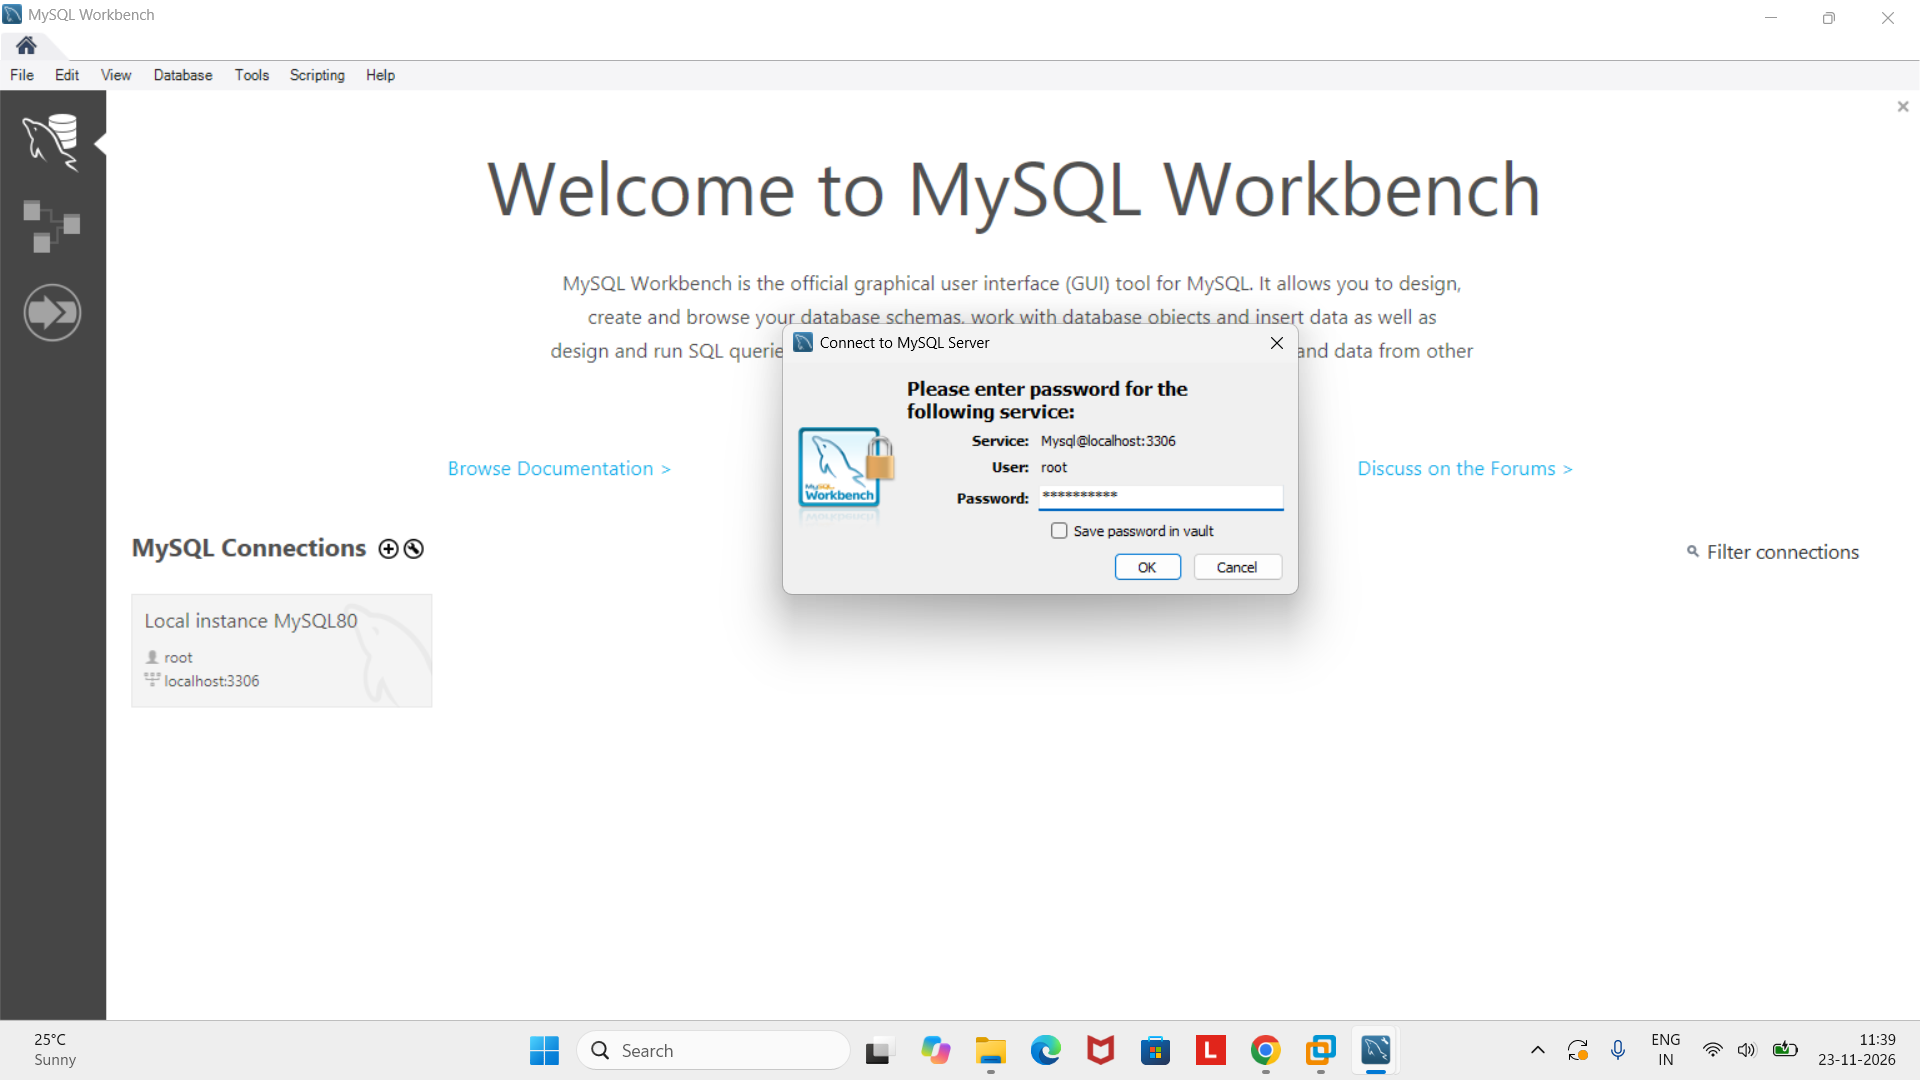 MySQL Workbench
File Edit View Database Tools Scripting Help
Welcome to MySQL Workbench
MySQL Workbench is the official graphical user interface (GUI) tool for MySQL. It allows you to design,
create and browse your database schemas, work with database objects and insert data as well as
design and run SQL querie and data from other
Connect to MySQL Server
Please enter password for the
following service:
Service: Mysql@localhost:3306
User: root
Password: **********
Save password in vault
OK Cancel
MySQL
Workbench
Browse Documentation >
Discuss on the Forums >
MySQL Connections
Filter connections
Local instance MySQL80
root
localhost:3306
25°C
Sunny
Search
L
ENG
IN
11:39
23-11-2026